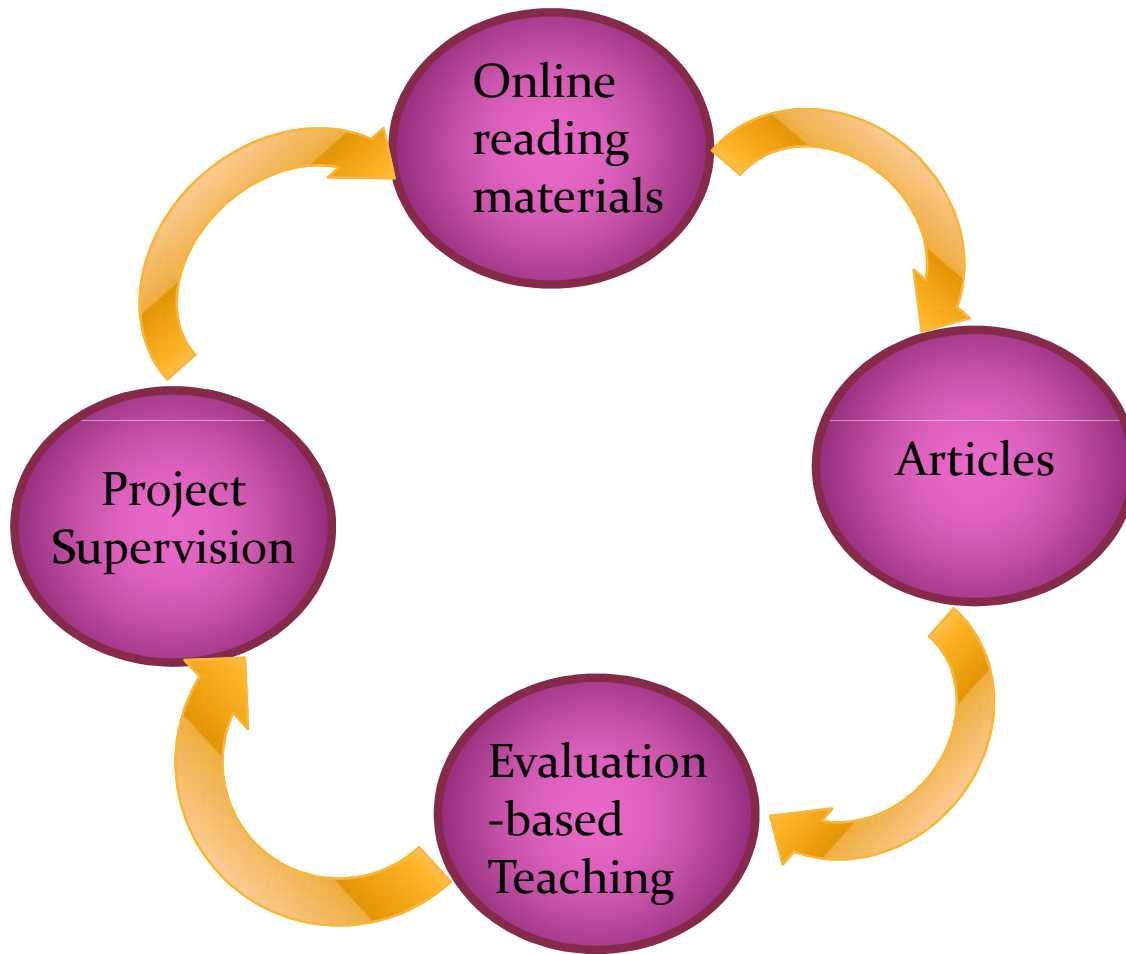 Online
reading
materials
Articles
Evaluation
-based
Teaching
Project
Supervision